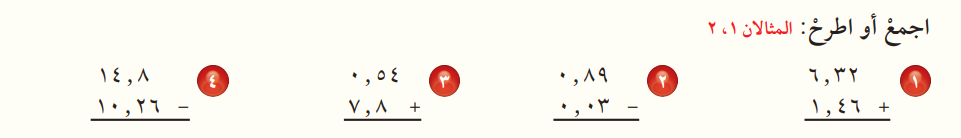 اجمعْ أو اطرحْ: المثالان ١، ٢
١ ٦,٣٢ ٢ ٠,٨٩ ٣ ٠,٥٤ ٤ ١٤,٨
+ ١,٤٦ − ٠,٠٣ + ٧,٨ − ١٠,٢٦